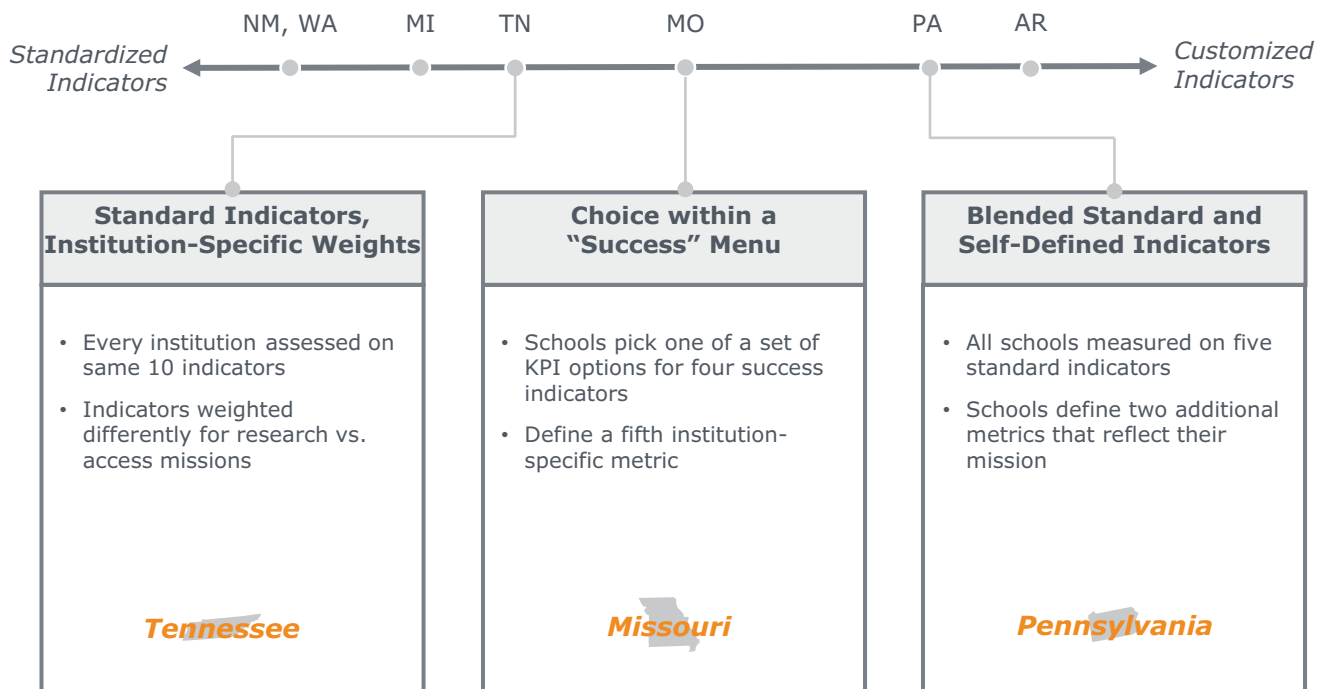 NM, WA
MI
TN
MO
PA
AR
Standardized
Indicators
Customized
Indicators
Standard Indicators,
Institution-Specific Weights
• Every institution assessed on
same 10 indicators
• Indicators weighted
differently for research vs.
access missions
Tennessee
Choice within a
“Success” Menu
• Schools pick one of a set of
KPI options for four success
indicators
• Define a fifth institution-
specific metric
Missouri
Blended Standard and
Self-Defined Indicators
• All schools measured on five
standard indicators
• Schools define two additional
metrics that reflect their
mission
Pennsylvania